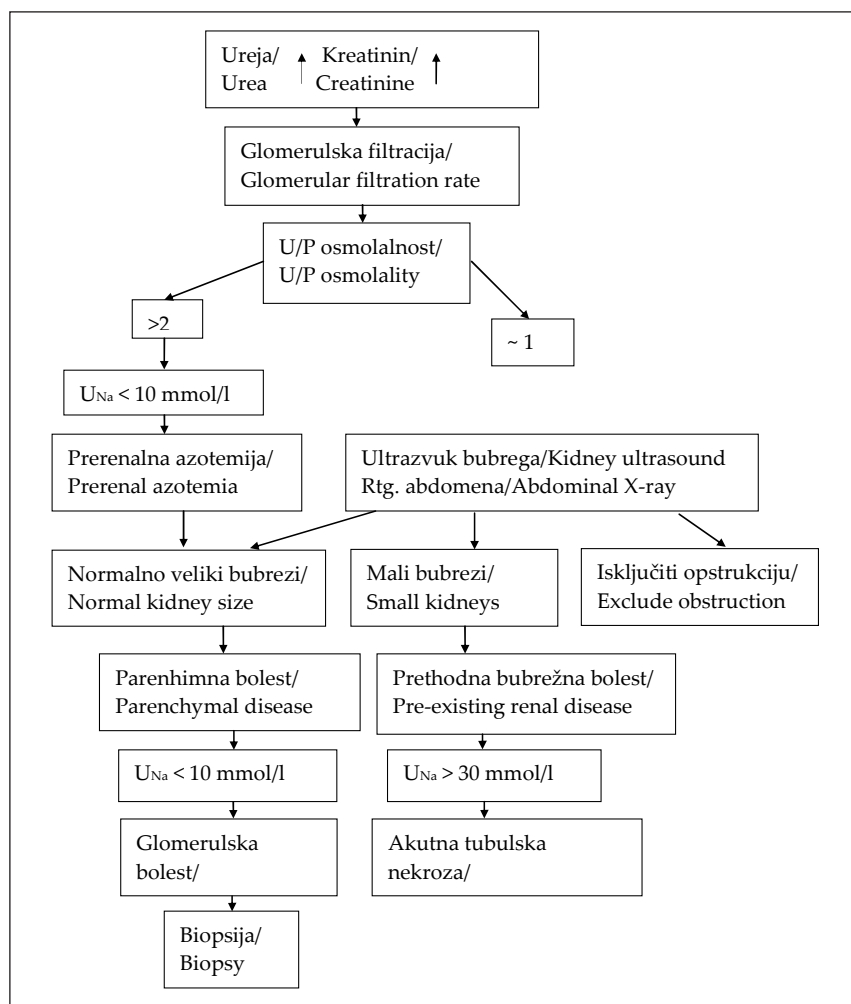 Ureja/ Kreatinin/
Urea Creatinine
Glomerulska filtracija/
Glomerular filtration rate
U/P osmolalnost/
U/P osmolality
>2
~ 1
UNa < 10 mmol/l
Prerenalna azotemija/
Prerenal azotemia
Ultrazvuk bubrega/Kidney ultrasound
Rtg. abdomena/Abdominal X-ray
Normalno veliki bubrezi/
Normal kidney size
Mali bubrezi/
Small kidneys
Isključiti opstrukciju/
Exclude obstruction
Parenhimna bolest/
Parenchymal disease
Prethodna bubrežna bolest/
Pre-existing renal disease
UNa < 10 mmol/l
UNa > 30 mmol/l
Glomerulska
bolest/
Akutna tubulska
nekroza/
Biopsija/
Biopsy